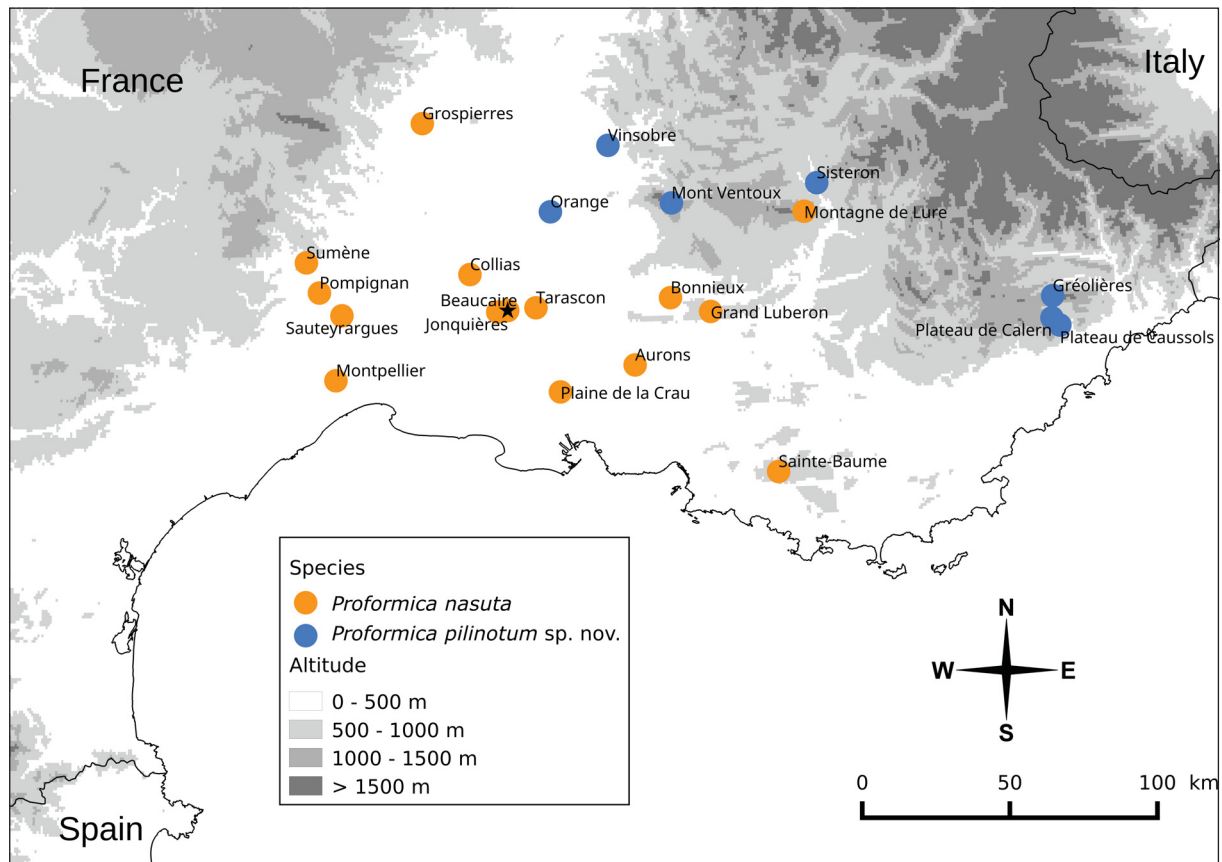 France
Italy
Grospierres
Vinsobre
Sisteron
Mont Ventoux
Orange
Montagne de Lure
Sumène
Collias
Pompignan
Bonnieux
Gréolières
Beaucaire
Tarascon
Grand Luberon
Jonquières
Sauteyrargues
Plateau de Calern
Plateau de Caussols
Aurons
Montpellier
Plaine de la Crau
Sainte-Baume
Species
Proformica nasuta
Proformica pilinotum sp. nov.
Altitude
0 - 500 m
500 - 1000 m
1000 - 1500 m
> 1500 m
N
W E
S
0 50 100 km
Spain